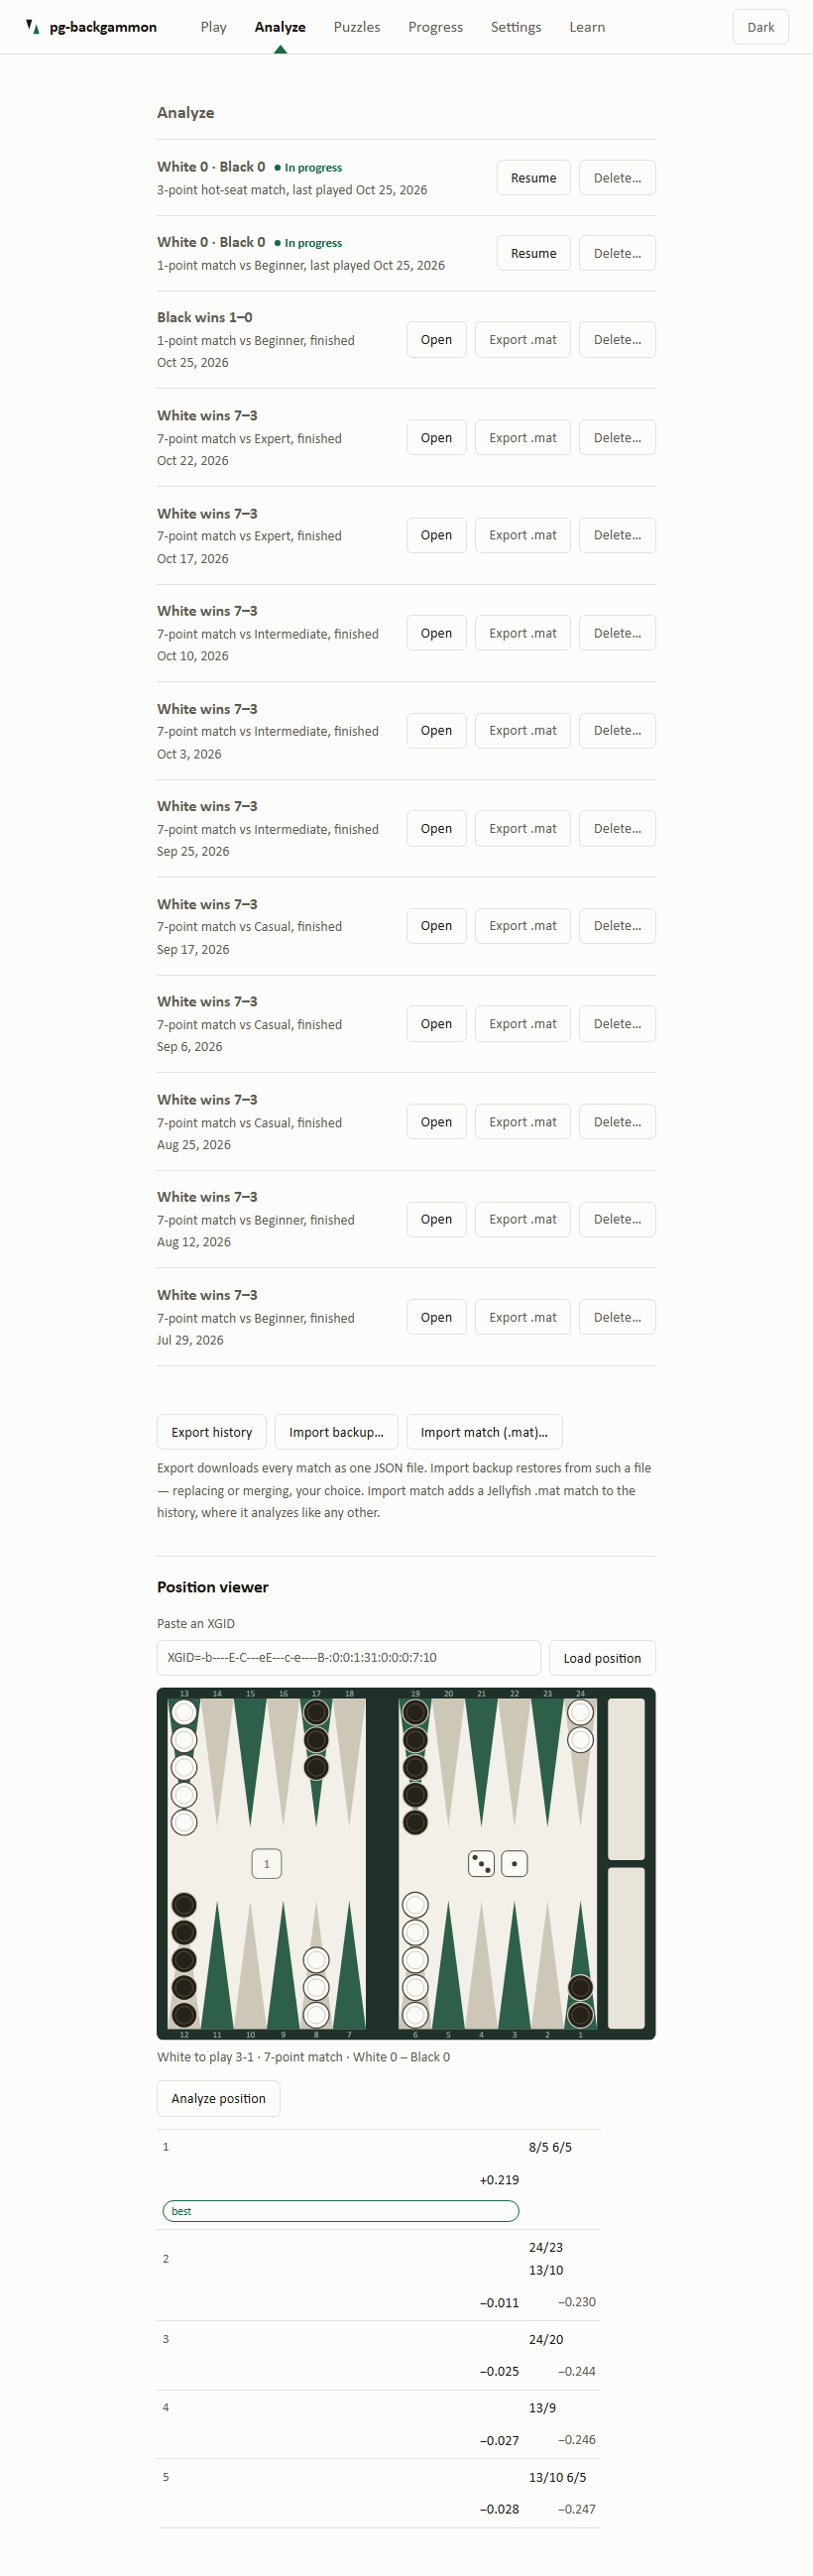 pg-backgammon Play Analyze Puzzles Progress Settings Learn Dark
Analyze
White 0 · Black 0 In progress
3-point hot-seat match, last played Oct 25, 2026
Resume Delete...
White 0 · Black 0 In progress
1-point match vs Beginner, last played Oct 25, 2026
Resume Delete...
Black wins 1–0
1-point match vs Beginner, finished
Oct 25, 2026
Open Export .mat Delete...
White wins 7–3
7-point match vs Expert, finished
Oct 22, 2026
Open Export .mat Delete...
White wins 7–3
7-point match vs Expert, finished
Oct 17, 2026
Open Export .mat Delete...
White wins 7–3
7-point match vs Intermediate, finished
Oct 10, 2026
Open Export .mat Delete...
White wins 7–3
7-point match vs Intermediate, finished
Oct 3, 2026
Open Export .mat Delete...
White wins 7–3
7-point match vs Intermediate, finished
Sep 25, 2026
Open Export .mat Delete...
White wins 7–3
7-point match vs Casual, finished
Sep 17, 2026
Open Export .mat Delete...
White wins 7–3
7-point match vs Casual, finished
Sep 6, 2026
Open Export .mat Delete...
White wins 7–3
7-point match vs Casual, finished
Aug 25, 2026
Open Export .mat Delete...
White wins 7–3
7-point match vs Beginner, finished
Aug 12, 2026
Open Export .mat Delete...
White wins 7–3
7-point match vs Beginner, finished
Jul 29, 2026
Open Export .mat Delete...
Export history Import backup... Import match (.mat)...
Export downloads every match as one JSON file. Import backup restores from such a file
— replacing or merging, your choice. Import match adds a Jellyfish .mat match to the
history, where it analyzes like any other.
Position viewer
Paste an XGID
XGID=-b----E-C---eE---c-e----B-:0:0:1:31:0:0:0:7:10 Load position
13 14 15 16 17 18 19 20 21 22 23 24
1
12 11 10 9 8 7 6 5 4 3 2 1
White to play 3-1 · 7-point match · White 0 – Black 0
Analyze position
1 8/5 6/5
+0.219
best
2 24/23
13/10
−0.011 −0.230
3 24/20
−0.025 −0.244
4 13/9
−0.027 −0.246
5 13/10 6/5
−0.028 −0.247